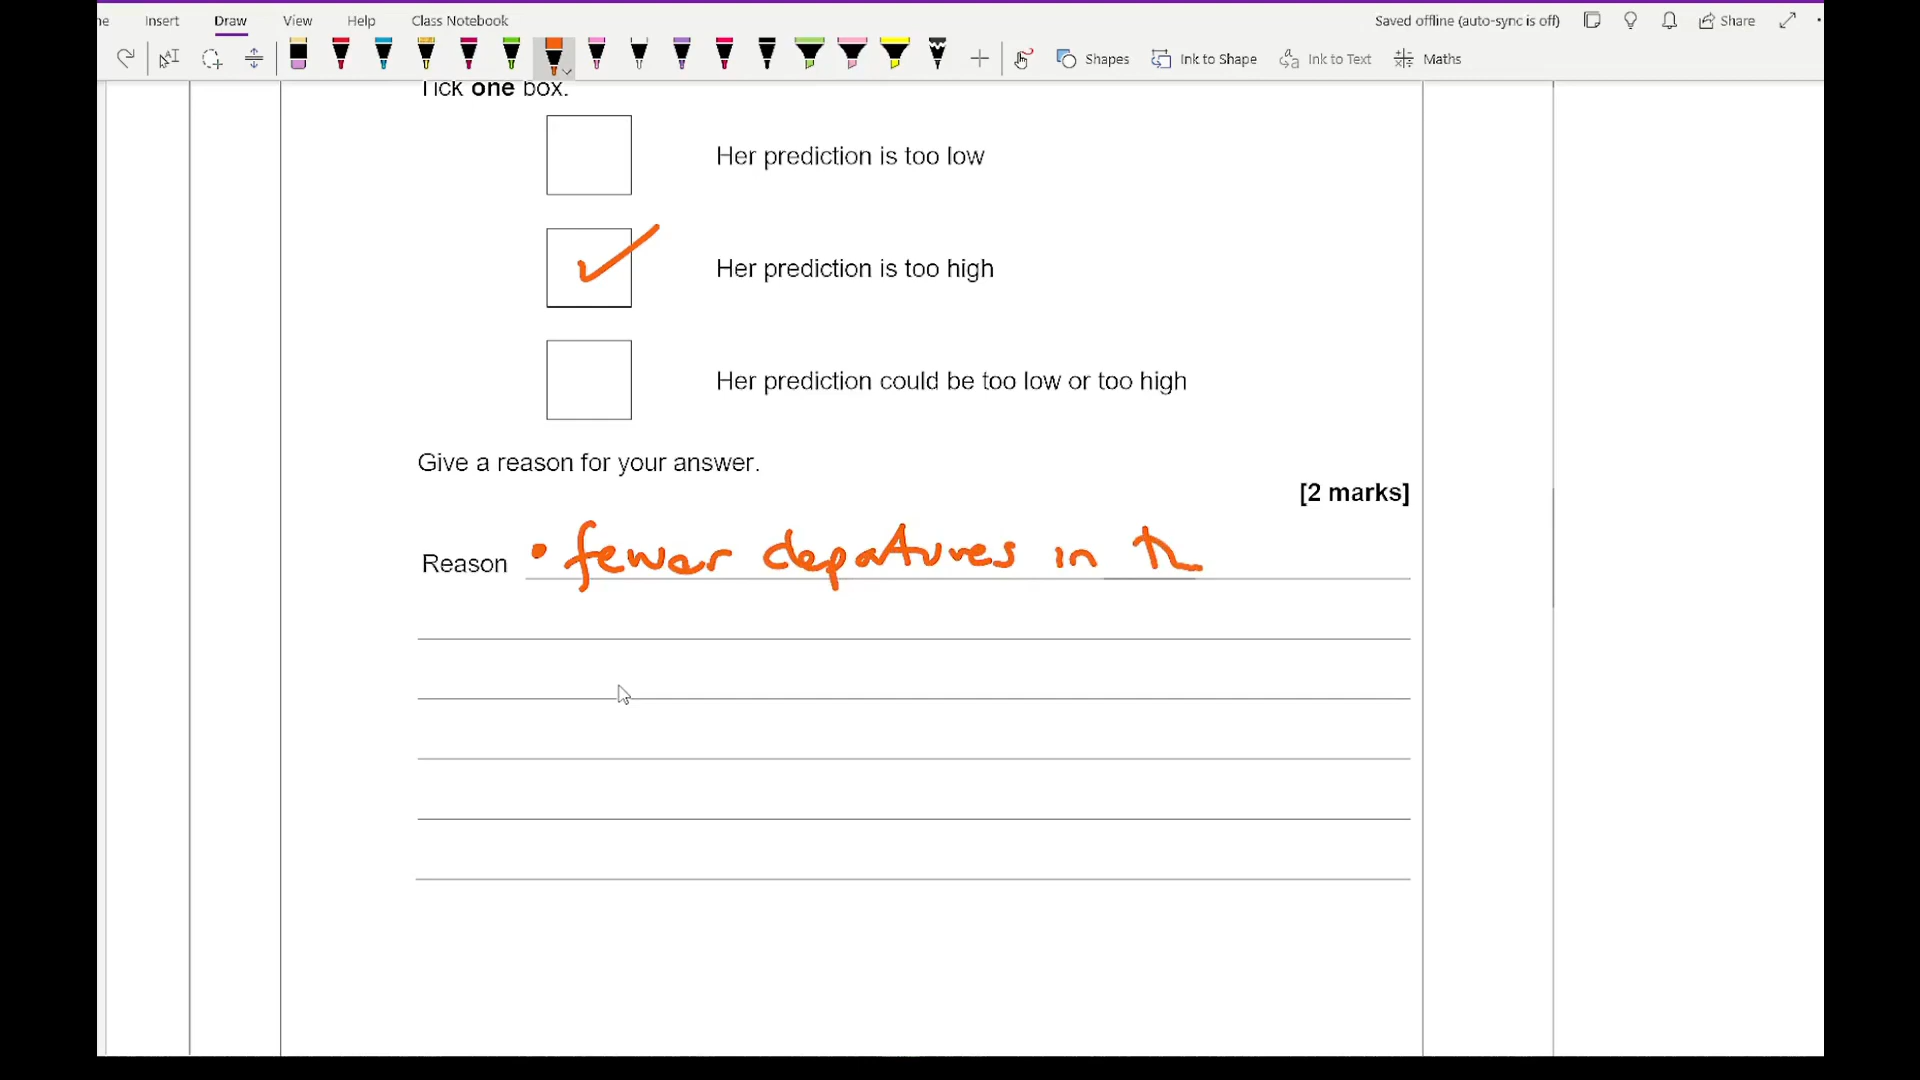 Insert Draw View Help Class Notebook Saved offline (auto-sync is off) Share
Shapes Ink to Shape Ink to Text Maths
Tick one box.
Her prediction is too low
Her prediction is too high
Her prediction could be too low or too high
Give a reason for your answer.
[2 marks]
Reason • fewer depatures in th